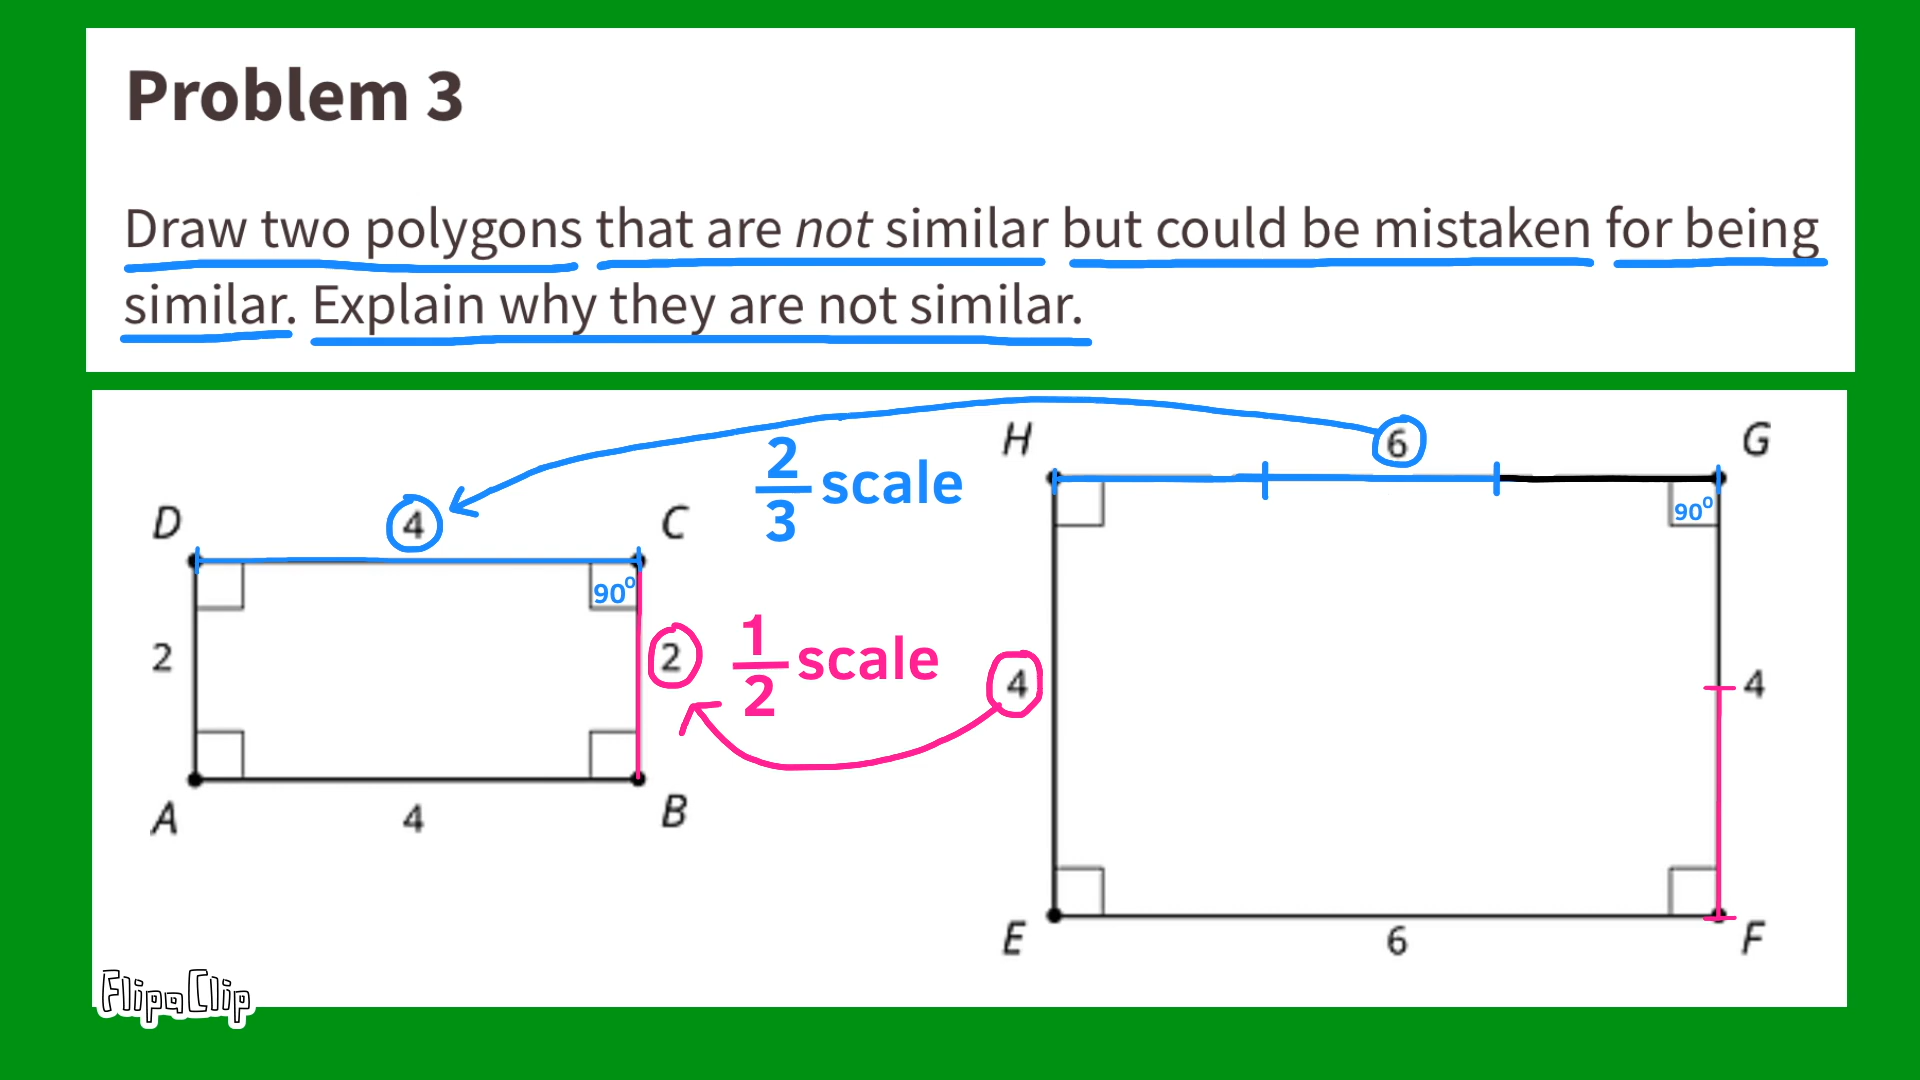 Problem 3
Draw two polygons that are not similar but could be mistaken for being
similar. Explain why they are not similar.
D 4 C
90°
2 2
A 4 B
2/3 scale
1/2 scale
H 6 G
90°
4 4
E 6 F
FlipaClip